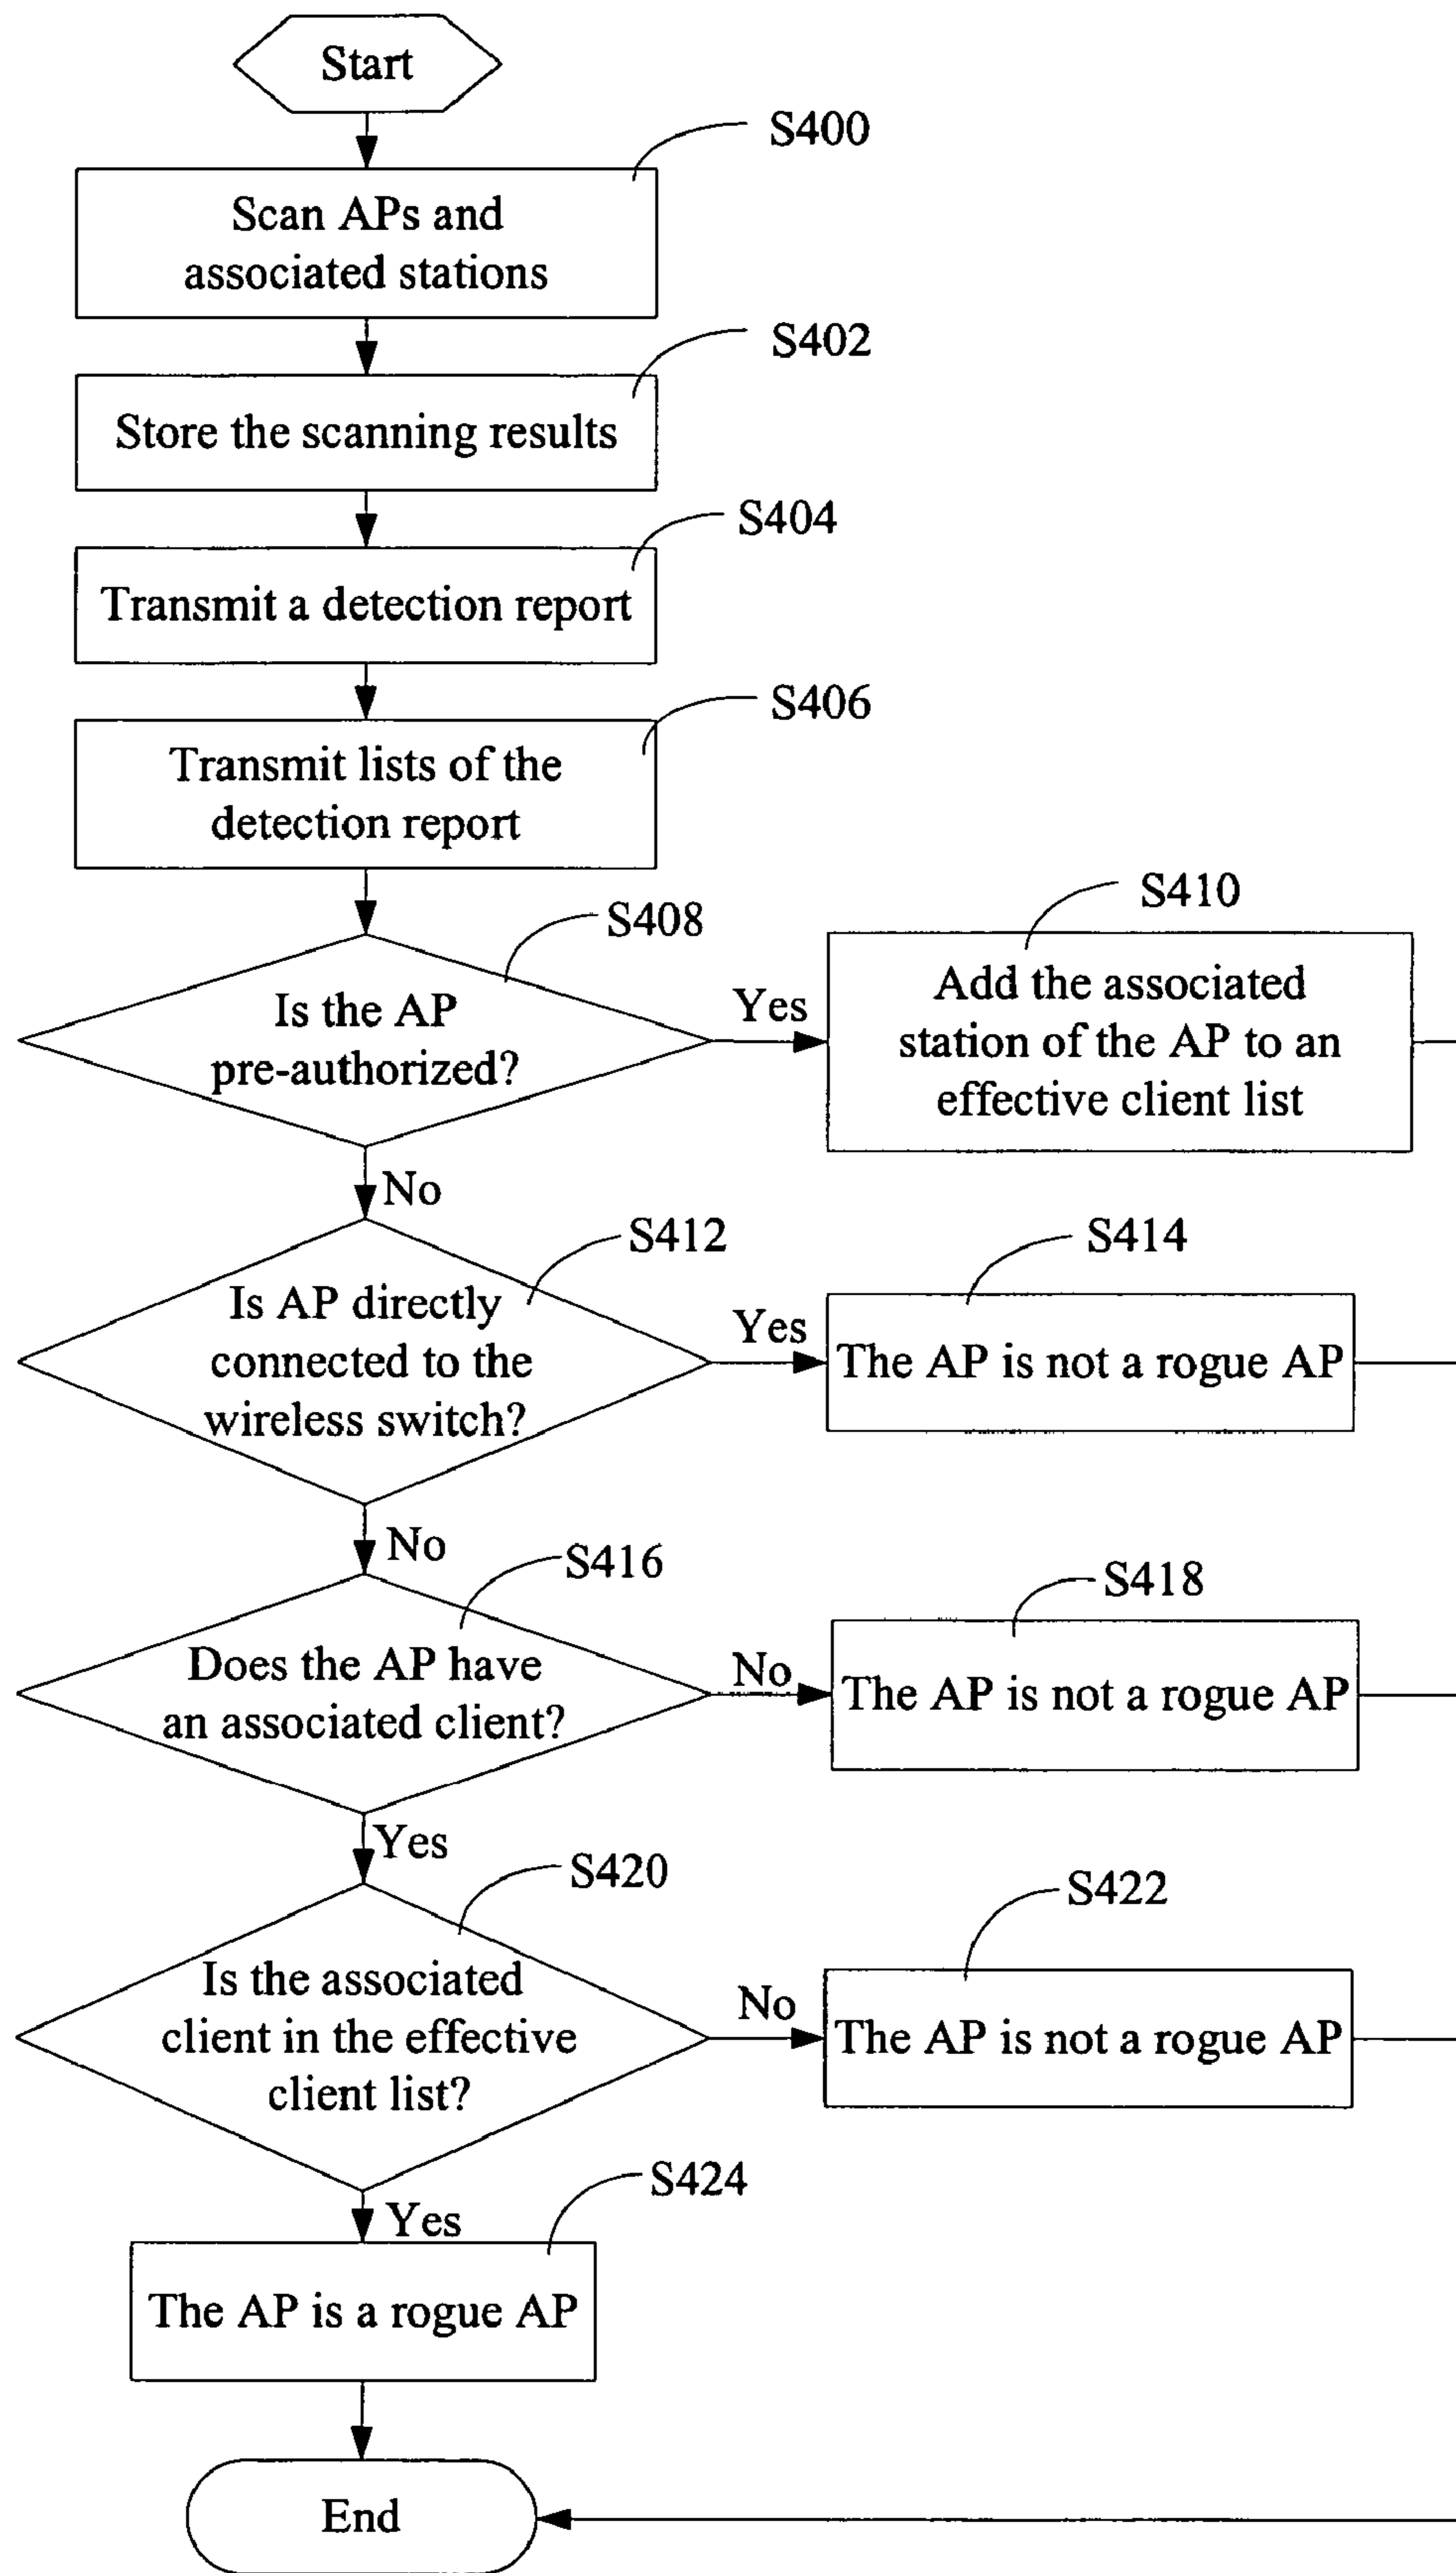 Start
S400
Scan APs and
associated stations
S402
Store the scanning results
S404
Transmit a detection report
S406
Transmit lists of the
detection report
S408
Is the AP
pre-authorized?
Yes
S410
Add the associated
station of the AP to an
effective client list
No
S412
Is AP directly
connected to the
wireless switch?
Yes
S414
The AP is not a rogue AP
No
S416
Does the AP have
an associated client?
No
S418
The AP is not a rogue AP
Yes
S420
Is the associated
client in the effective
client list?
No
S422
The AP is not a rogue AP
Yes
S424
The AP is a rogue AP
End